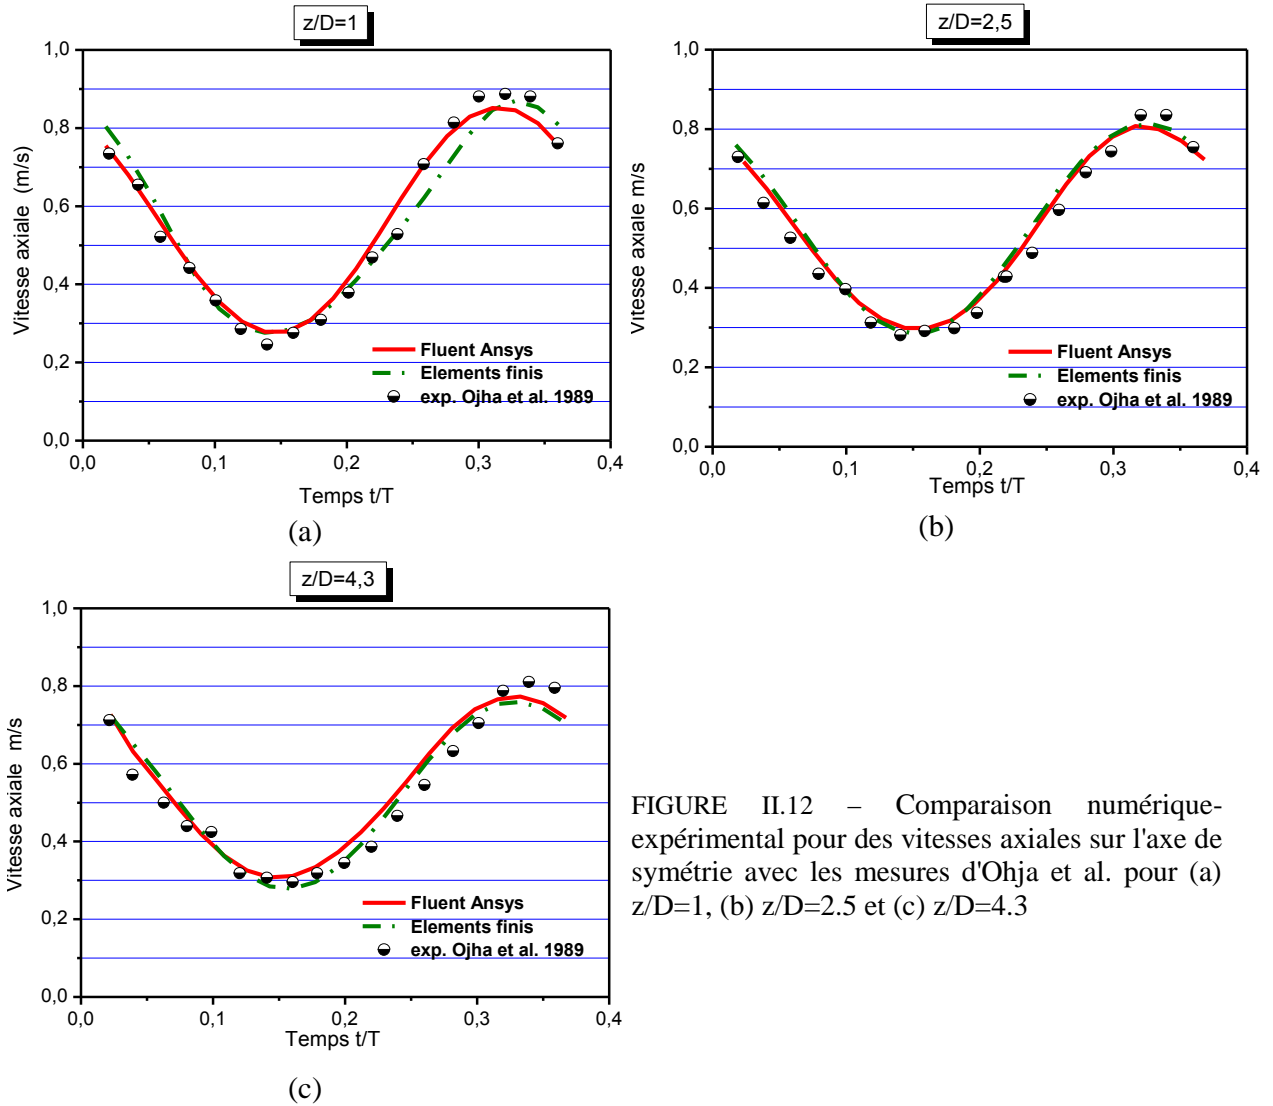 z/D=1
Vitesse axiale (m/s)
1,0
0,8
0,6
0,4
0,2
0,0
0,0 0,1 0,2 0,3 0,4
Temps t/T
Fluent Ansys
Elements finis
exp. Ojha et al. 1989
(a)
z/D=2,5
Vitesse axiale m/s
1,0
0,8
0,6
0,4
0,2
0,0
0,0 0,1 0,2 0,3 0,4
Temps t/T
Fluent Ansys
Elements finis
exp. Ojha et al. 1989
(b)
z/D=4,3
Vitesse axiale m/s
1,0
0,8
0,6
0,4
0,2
0,0
0,0 0,1 0,2 0,3 0,4
Temps t/T
Fluent Ansys
Elements finis
exp. Ojha et al. 1989
(c)
FIGURE II.12 – Comparaison numérique-
expérimental pour des vitesses axiales sur l'axe de
symétrie avec les mesures d'Ohja et al. pour (a)
z/D=1, (b) z/D=2.5 et (c) z/D=4.3